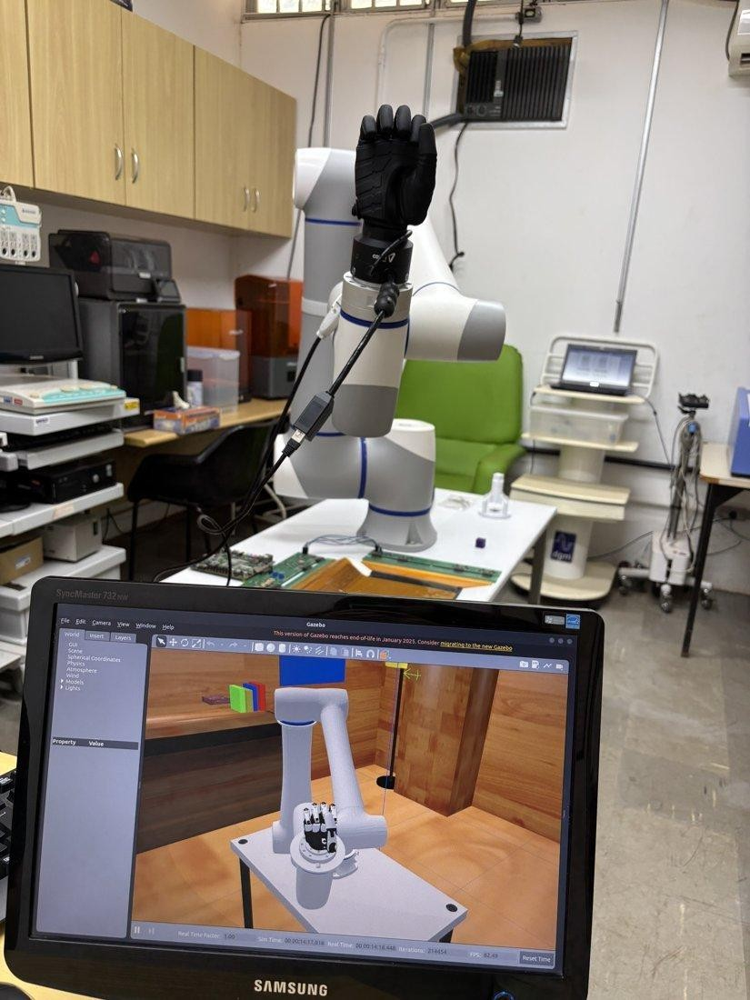 SyncMaster 732NW
Gazebo
File Edit Camera View Window Help
This version of Gazebo reaches end-of-life in January 2025. Consider migrating to the new Gazebo
World Insert Layers
GUI
Scene
Spherical Coordinates
Physics
Atmosphere
Wind
Models
Lights
Property Value
Real Time Factor: 1.00 Sim Time: 00 00:14:17.818 Real Time: 00 00:14:18.448 Iterations: 214454 FPS: 62.49 Reset Time
SAMSUNG
dgm